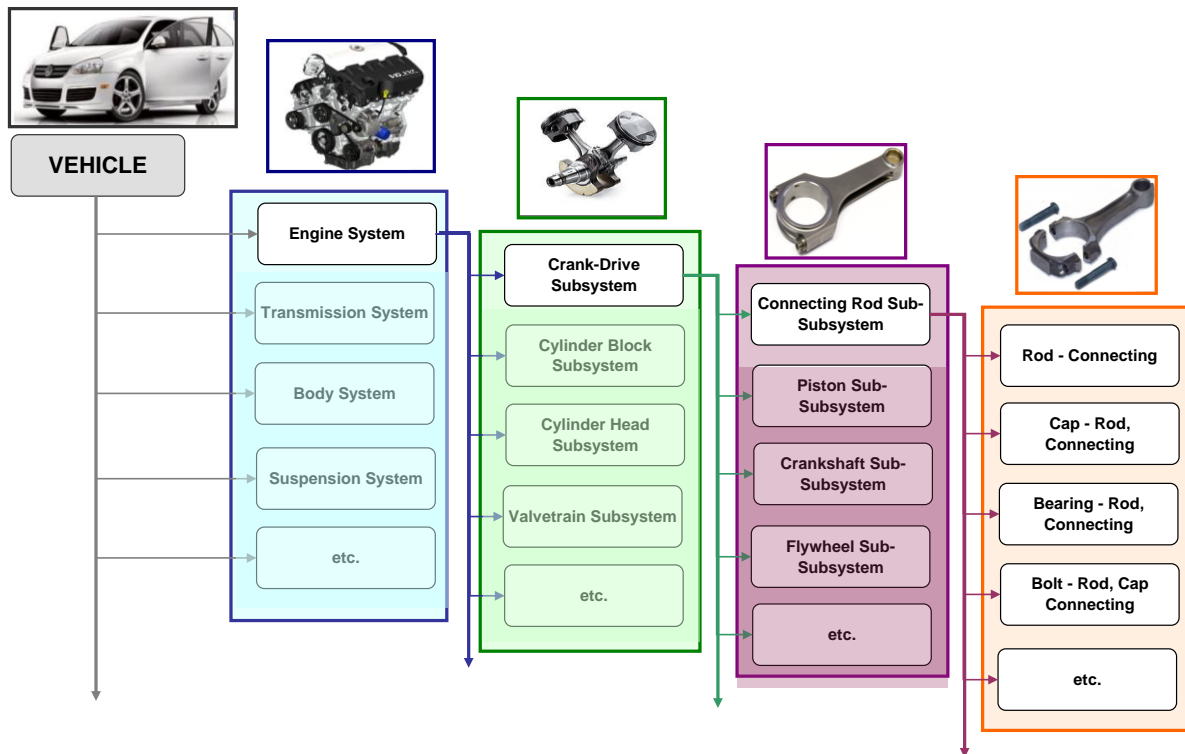 VEHICLE
Engine System
Transmission System
Body System
Suspension System
etc.
Crank-Drive
Subsystem
Cylinder Block
Subsystem
Cylinder Head
Subsystem
Valvetrain Subsystem
etc.
Connecting Rod Sub-
Subsystem
Piston Sub-
Subsystem
Crankshaft Sub-
Subsystem
Flywheel Sub-
Subsystem
etc.
Rod - Connecting
Cap - Rod,
Connecting
Bearing - Rod,
Connecting
Bolt - Rod, Cap
Connecting
etc.